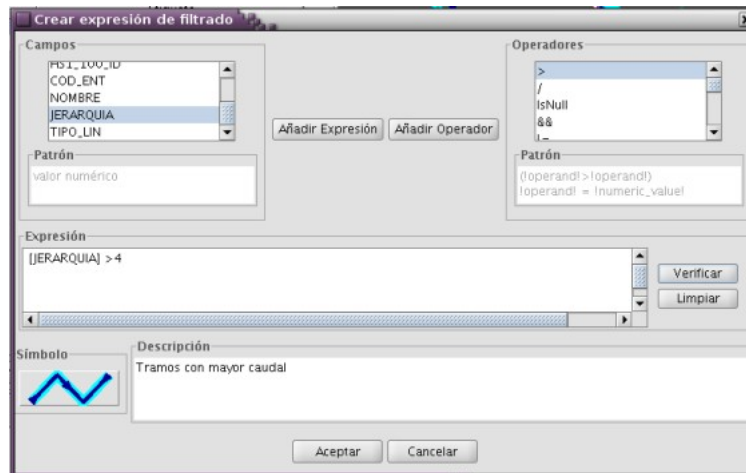 Crear expresión de filtrado
Campos
Operadores
HS1_100_ID
COD_ENT
NOMBRE
JERARQUIA
TIPO_LIN
>
/
IsNull
&&
!=
Añadir Expresión
Añadir Operador
Patrón
valor numérico
Patrón
(!operand!>!operand!)
!operand! = !numeric_value!
Expresión
[JERARQUIA] >4
Verificar
Limpiar
Símbolo
Descripción
Tramos con mayor caudal
Aceptar
Cancelar